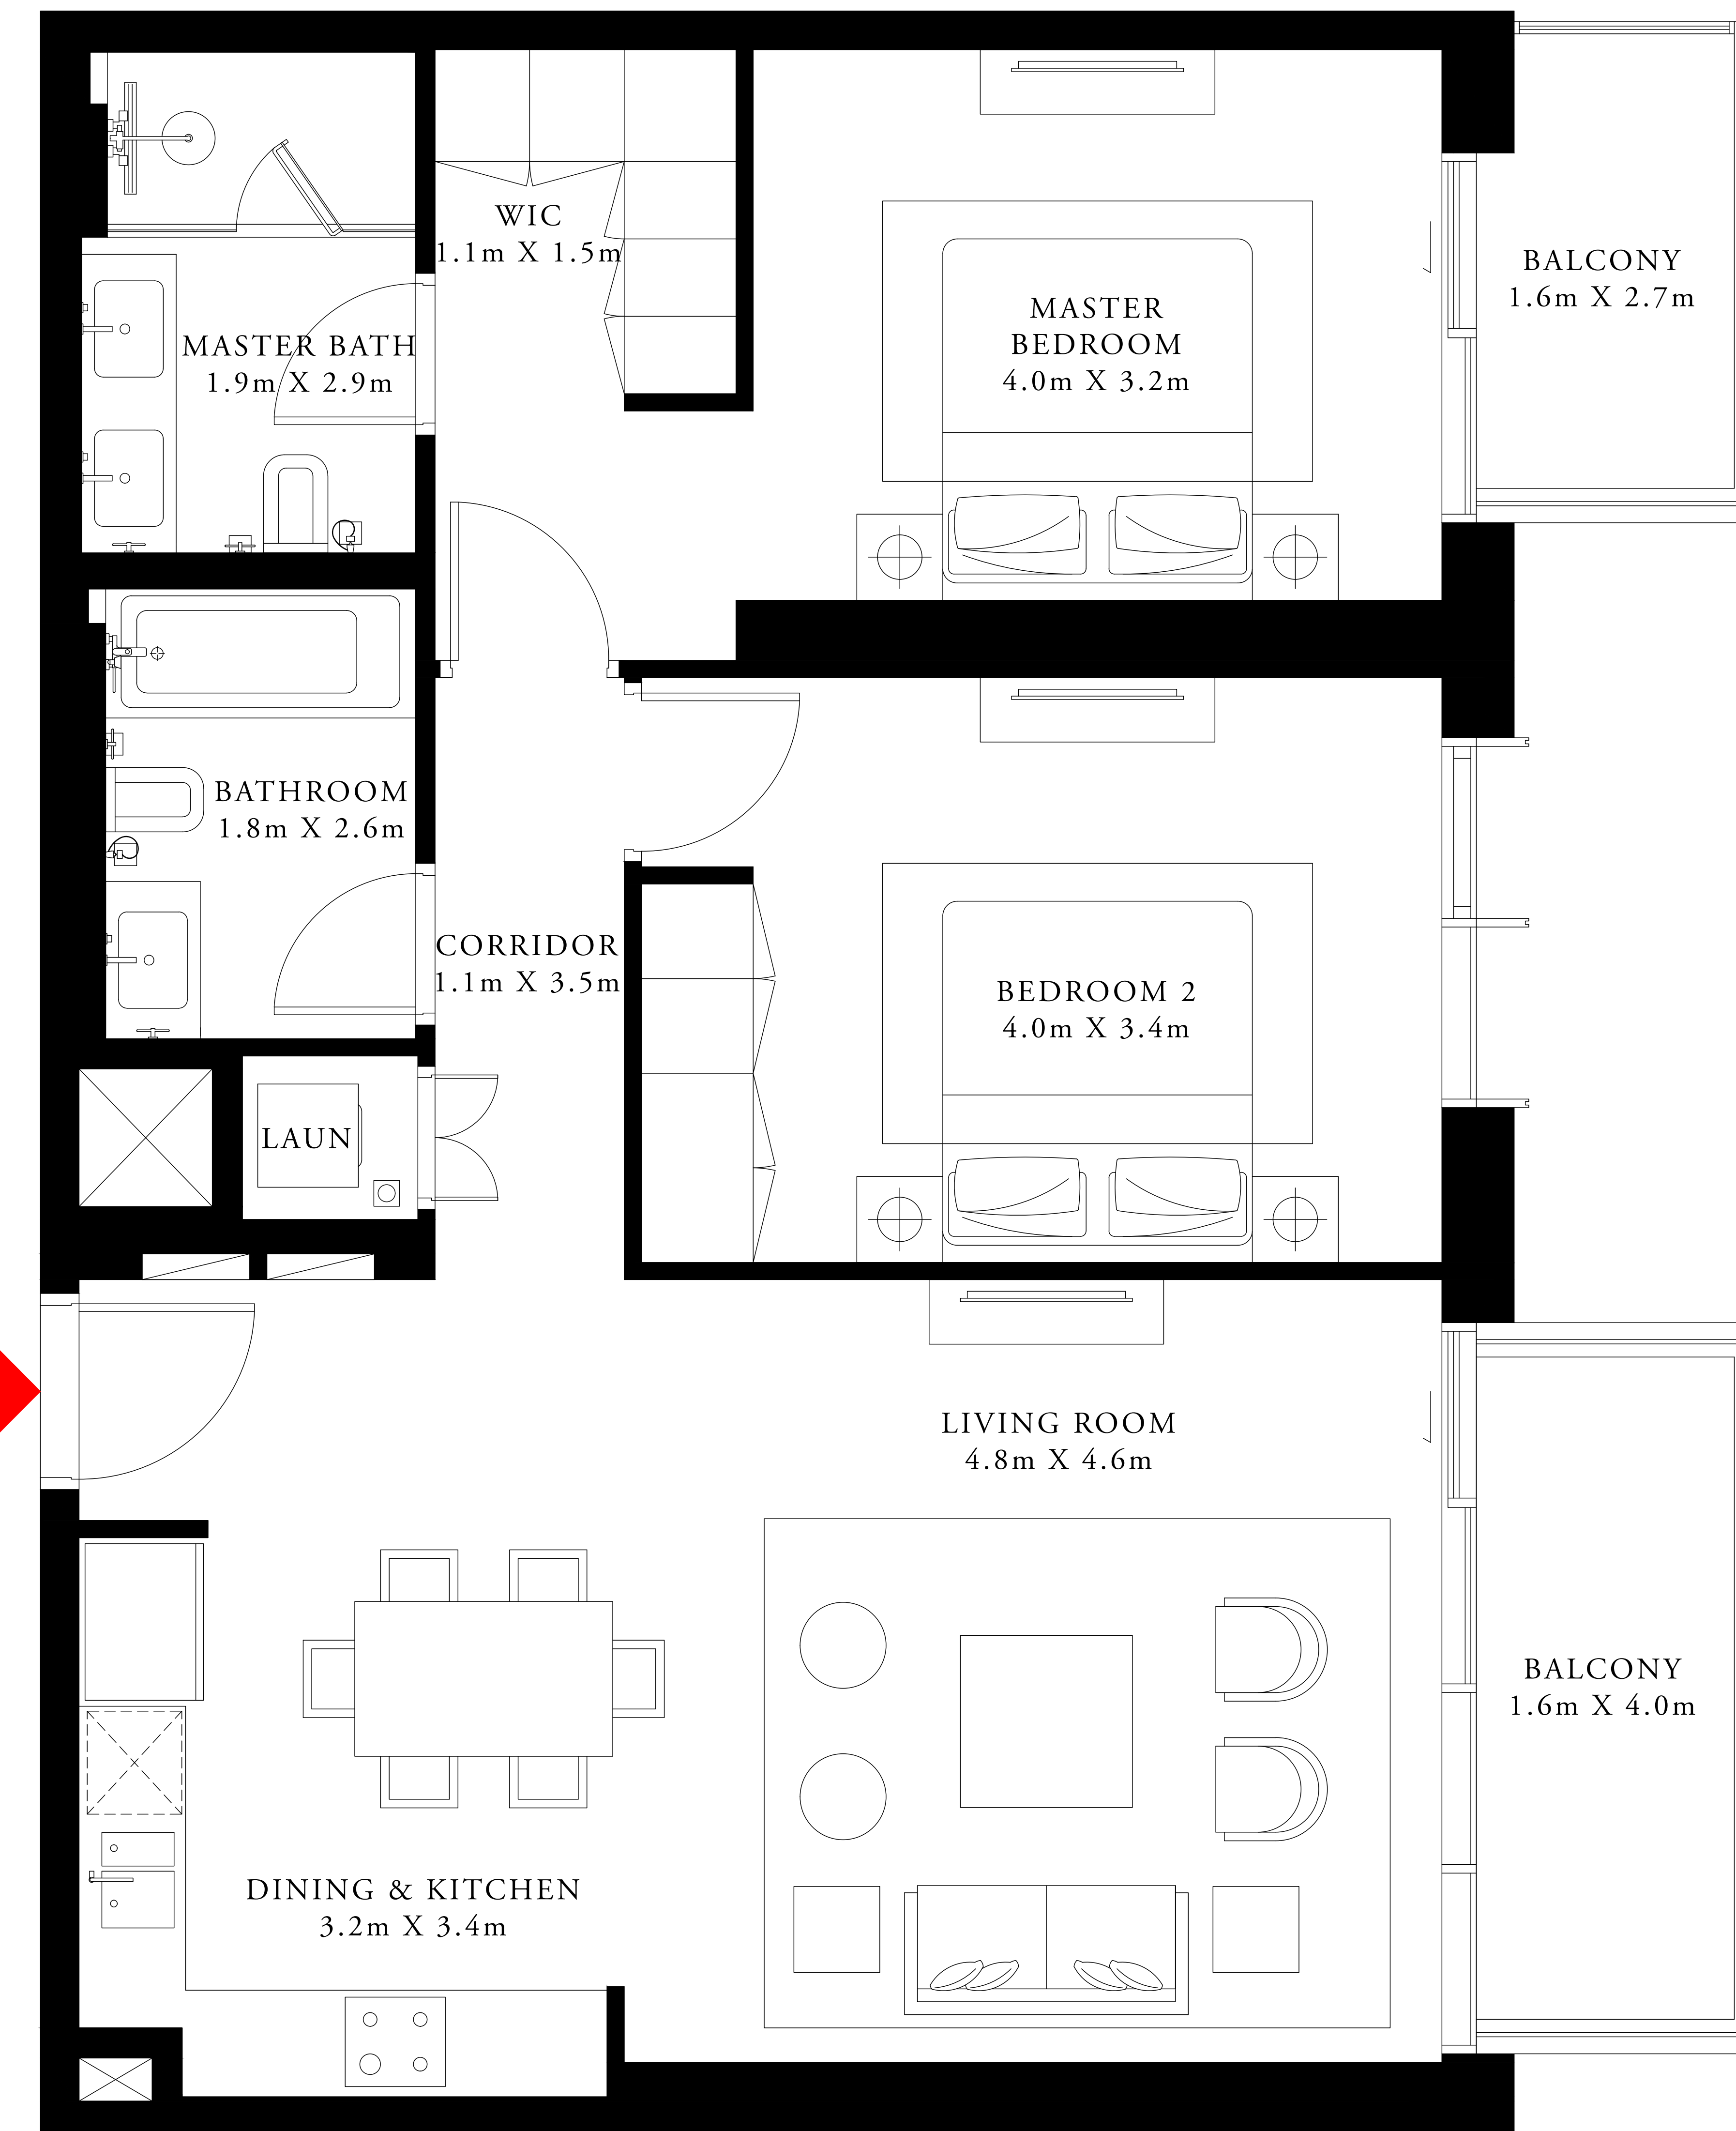 WIC
1.1m X 1.5m
MASTER
BEDROOM
4.0m X 3.2m
BALCONY
1.6m X 2.7m
MASTER BATH
1.9m X 2.9m
BATHROOM
1.8m X 2.6m
CORRIDOR
1.1m X 3.5m
BEDROOM 2
4.0m X 3.4m
LAUN
LIVING ROOM
4.8m X 4.6m
BALCONY
1.6m X 4.0m
DINING & KITCHEN
3.2m X 3.4m